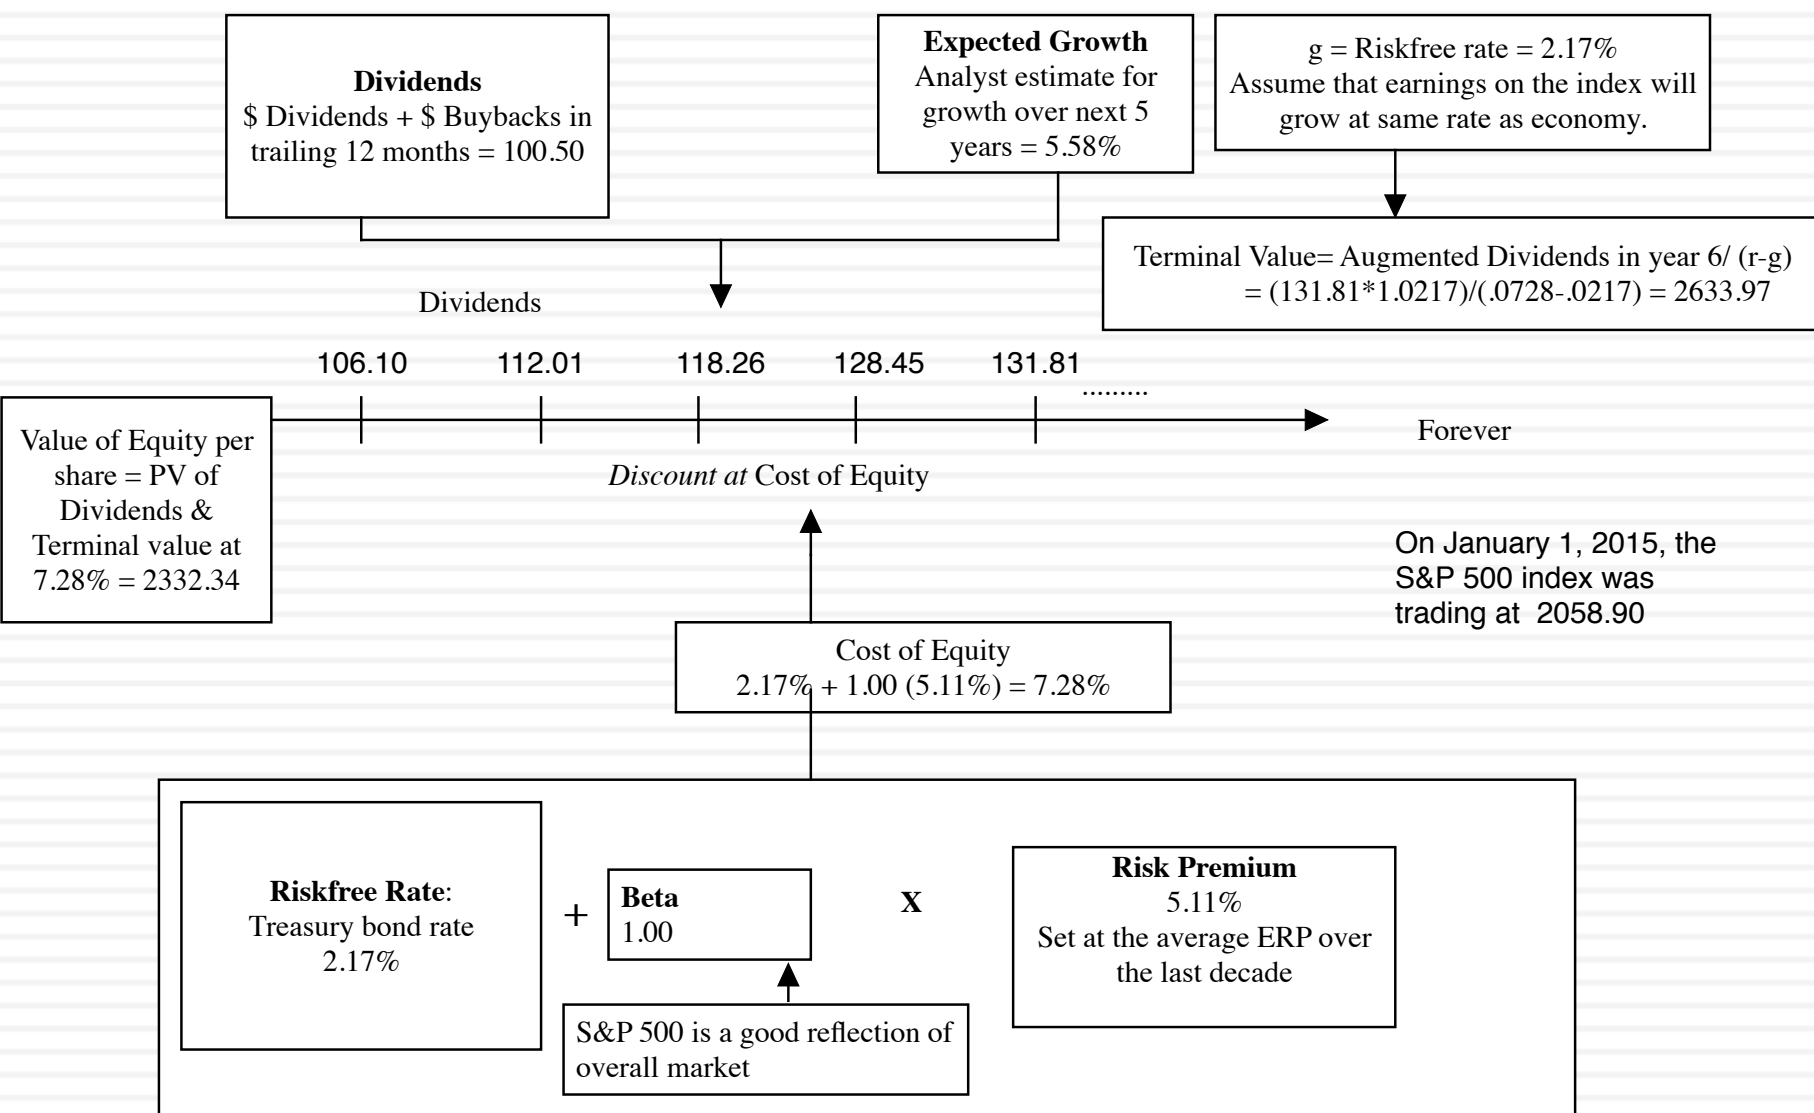 Dividends
$ Dividends + $ Buybacks in
trailing 12 months = 100.50
Expected Growth
Analyst estimate for
growth over next 5
years = 5.58%
g = Riskfree rate = 2.17%
Assume that earnings on the index will
grow at same rate as economy.
Terminal Value= Augmented Dividends in year 6/ (r-g)
= (131.81*1.0217)/(.0728-.0217) = 2633.97
Dividends
106.10 112.01 118.26 128.45 131.81
.........
Forever
Value of Equity per
share = PV of
Dividends &
Terminal value at
7.28% = 2332.34
Discount at Cost of Equity
On January 1, 2015, the
S&P 500 index was
trading at 2058.90
Cost of Equity
2.17% + 1.00 (5.11%) = 7.28%
Riskfree Rate:
Treasury bond rate
2.17%
+
Beta
1.00
X
Risk Premium
5.11%
Set at the average ERP over
the last decade
S&P 500 is a good reflection of
overall market